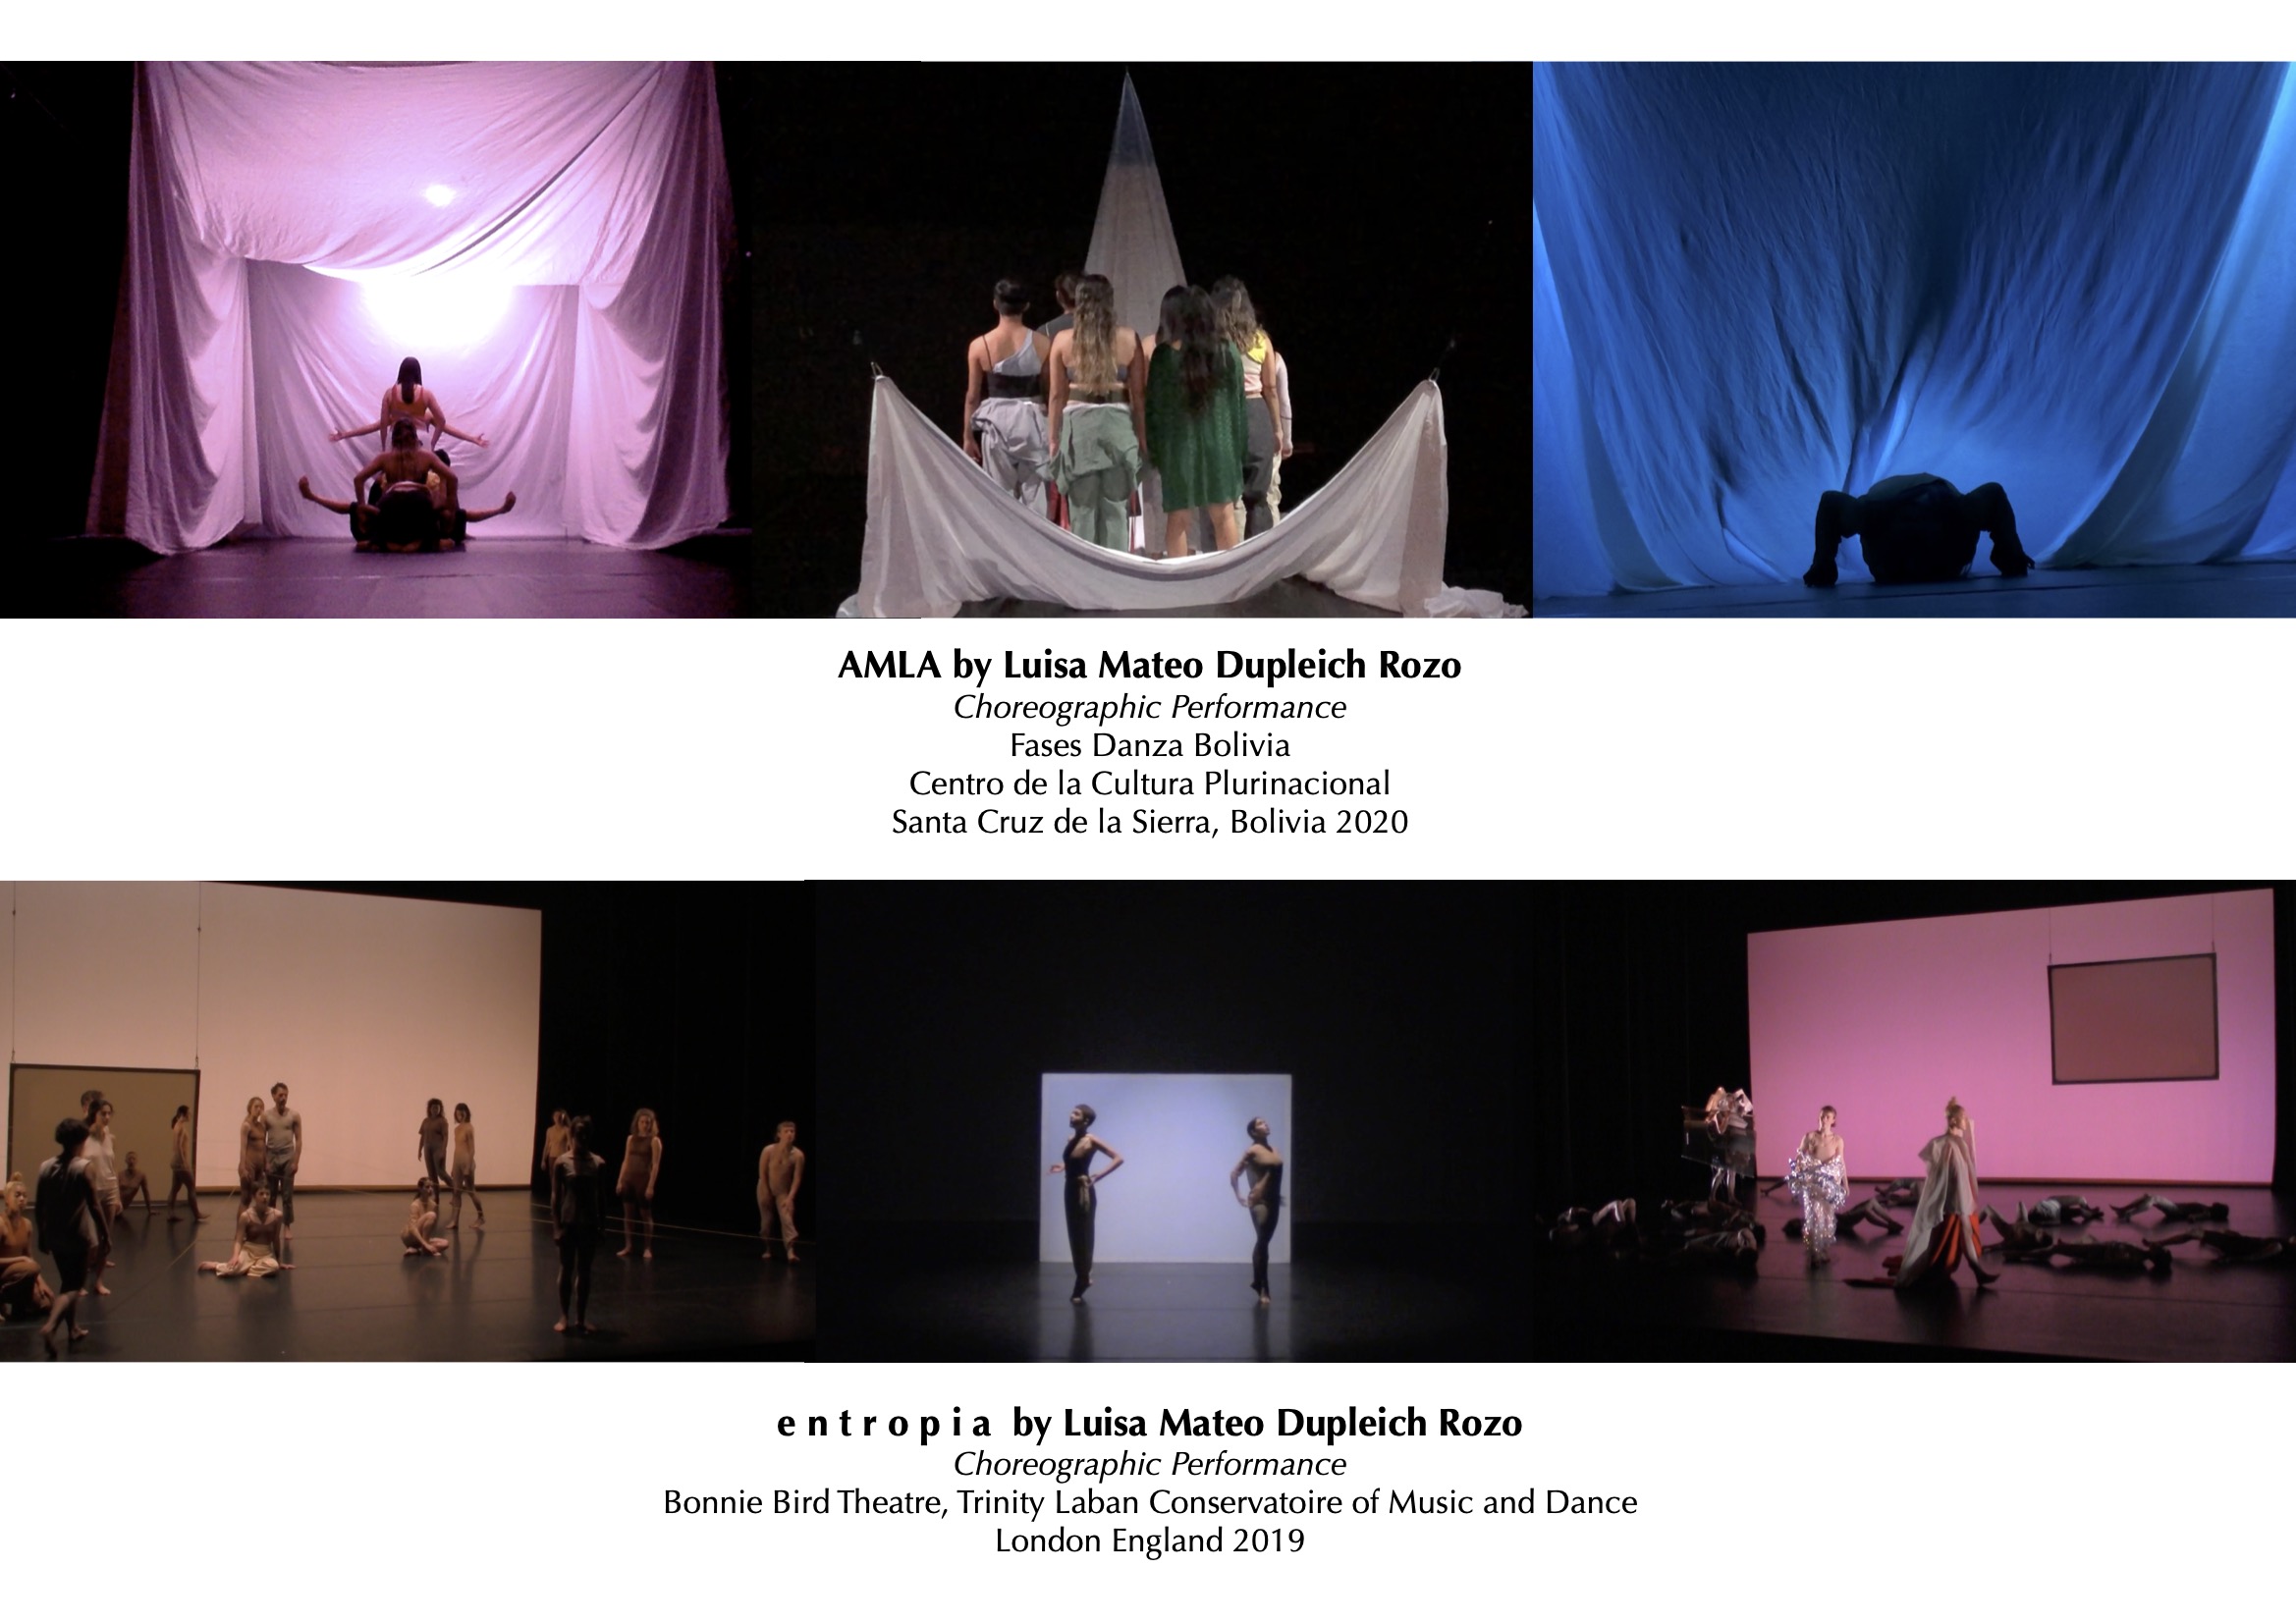 AMLA by Luisa Mateo Dupleich Rozo
Choreographic Performance
Fases Danza Bolivia
Centro de la Cultura Plurinacional
Santa Cruz de la Sierra, Bolivia 2020
e n t r o p i a by Luisa Mateo Dupleich Rozo
Choreographic Performance
Bonnie Bird Theatre, Trinity Laban Conservatoire of Music and Dance
London England 2019